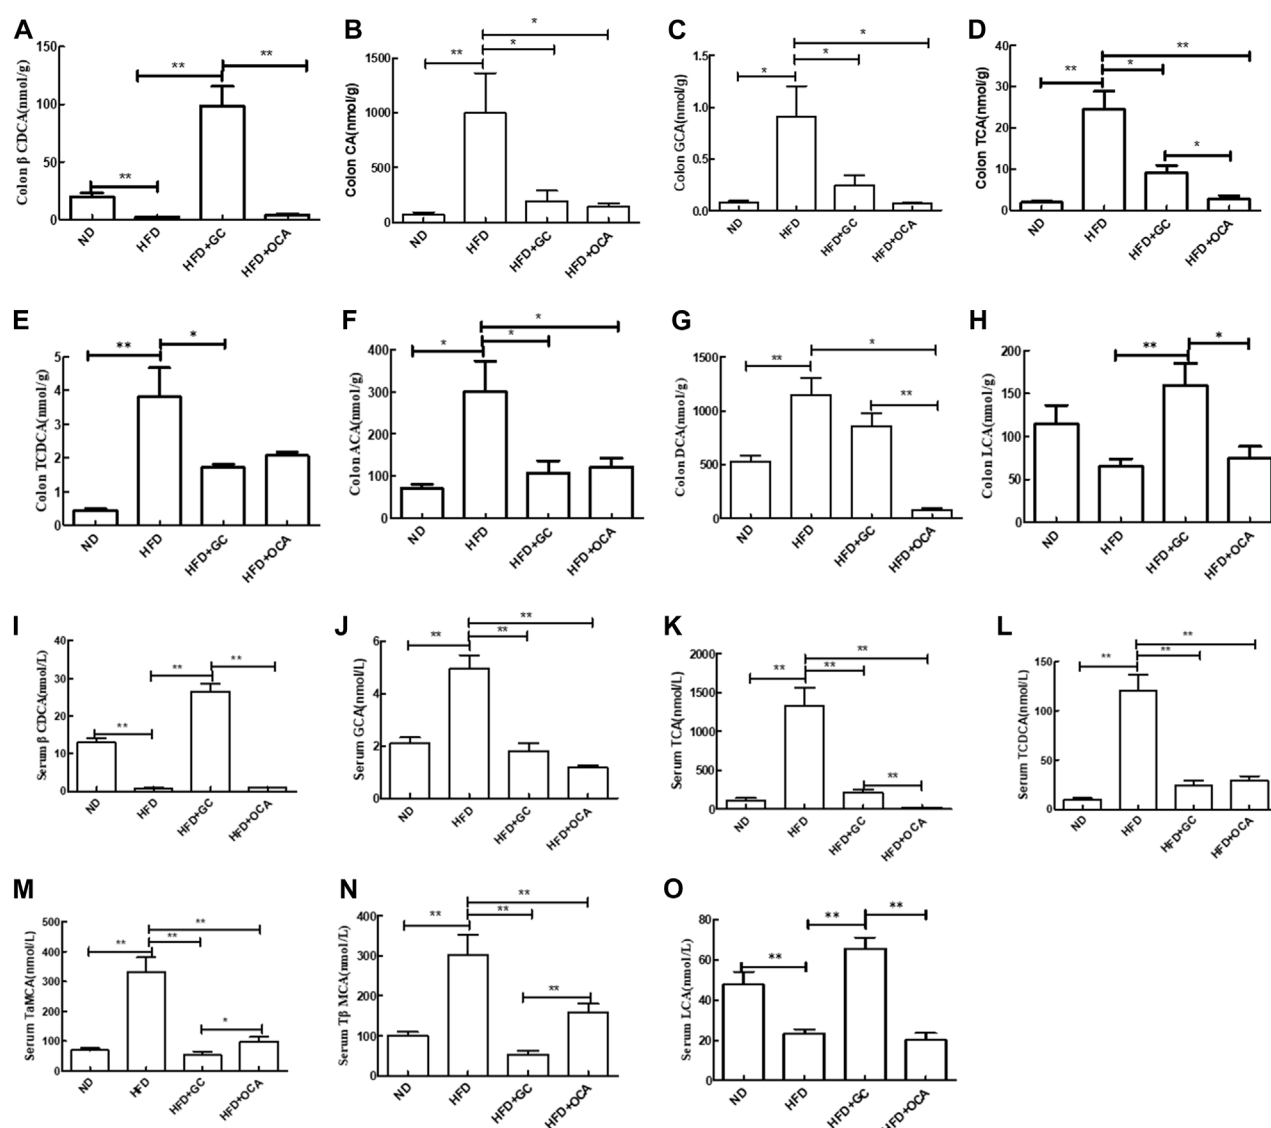 A
Colon β CDCA(nmol/g)
150
100
50
0
** ** **
ND HFD HFD+GC HFD+OCA
B
Colon CA(nmol/g)
1500
1000
500
0
** * *
ND HFD HFD+GC HFD+OCA
C
Colon GCA(nmol/g)
1.5
1.0
0.5
0.0
* * *
ND HFD HFD+GC HFD+OCA
D
Colon TCA(nmol/g)
40
30
20
10
0
** * ** *
ND HFD HFD+GC HFD+OCA
E
Colon TCDCA(nmol/g)
5
4
3
2
1
0
** *
ND HFD HFD+GC HFD+OCA
F
Colon ACA(nmol/g)
400
300
200
100
0
* * *
ND HFD HFD+GC HFD+OCA
G
Colon DCA(nmol/g)
1500
1000
500
0
** * **
ND HFD HFD+GC HFD+OCA
H
Colon LCA(nmol/g)
200
150
100
50
0
** *
ND HFD HFD+GC HFD+OCA
I
Serum β CDCA(nmol/L)
40
30
20
10
0
** ** **
ND HFD HFD+GC HFD+OCA
J
Serum GCA(nmol/L)
6
4
2
0
** ** **
ND HFD HFD+GC HFD+OCA
K
Serum TCA(nmol/L)
2000
1500
1000
500
0
** ** ** **
ND HFD HFD+GC HFD+OCA
L
Serum TCDCA(nmol/L)
150
100
50
0
** ** **
ND HFD HFD+GC HFD+OCA
M
Serum TaMCA(nmol/L)
500
400
300
200
100
0
** ** ** *
ND HFD HFD+GC HFD+OCA
N
Serum Tβ MCA(nmol/L)
400
300
200
100
0
** ** ** **
ND HFD HFD+GC HFD+OCA
O
Serum LCA(nmol/L)
80
60
40
20
0
** ** **
ND HFD HFD+GC HFD+OCA